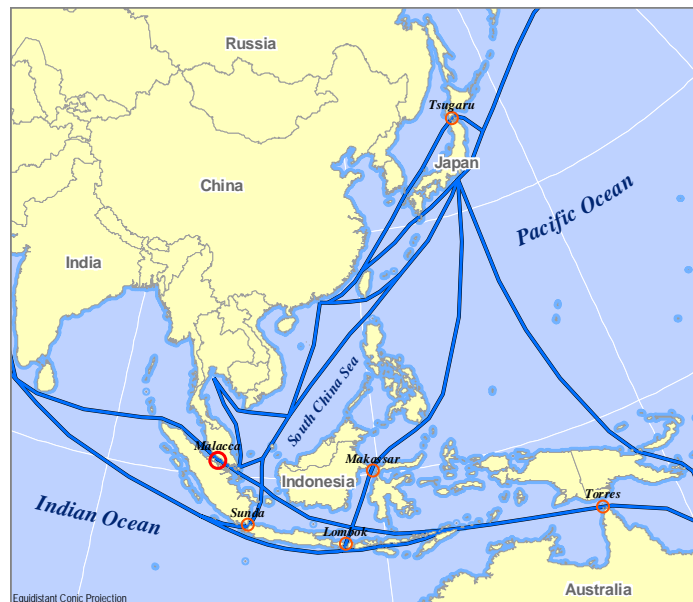 Russia
Tsugaru
Japan
China
Pacific Ocean
India
South China Sea
Malacca
Makassar
Indonesia
Torres
Indian Ocean
Sunda
Lombok
Australia
Equidistant Conic Projection